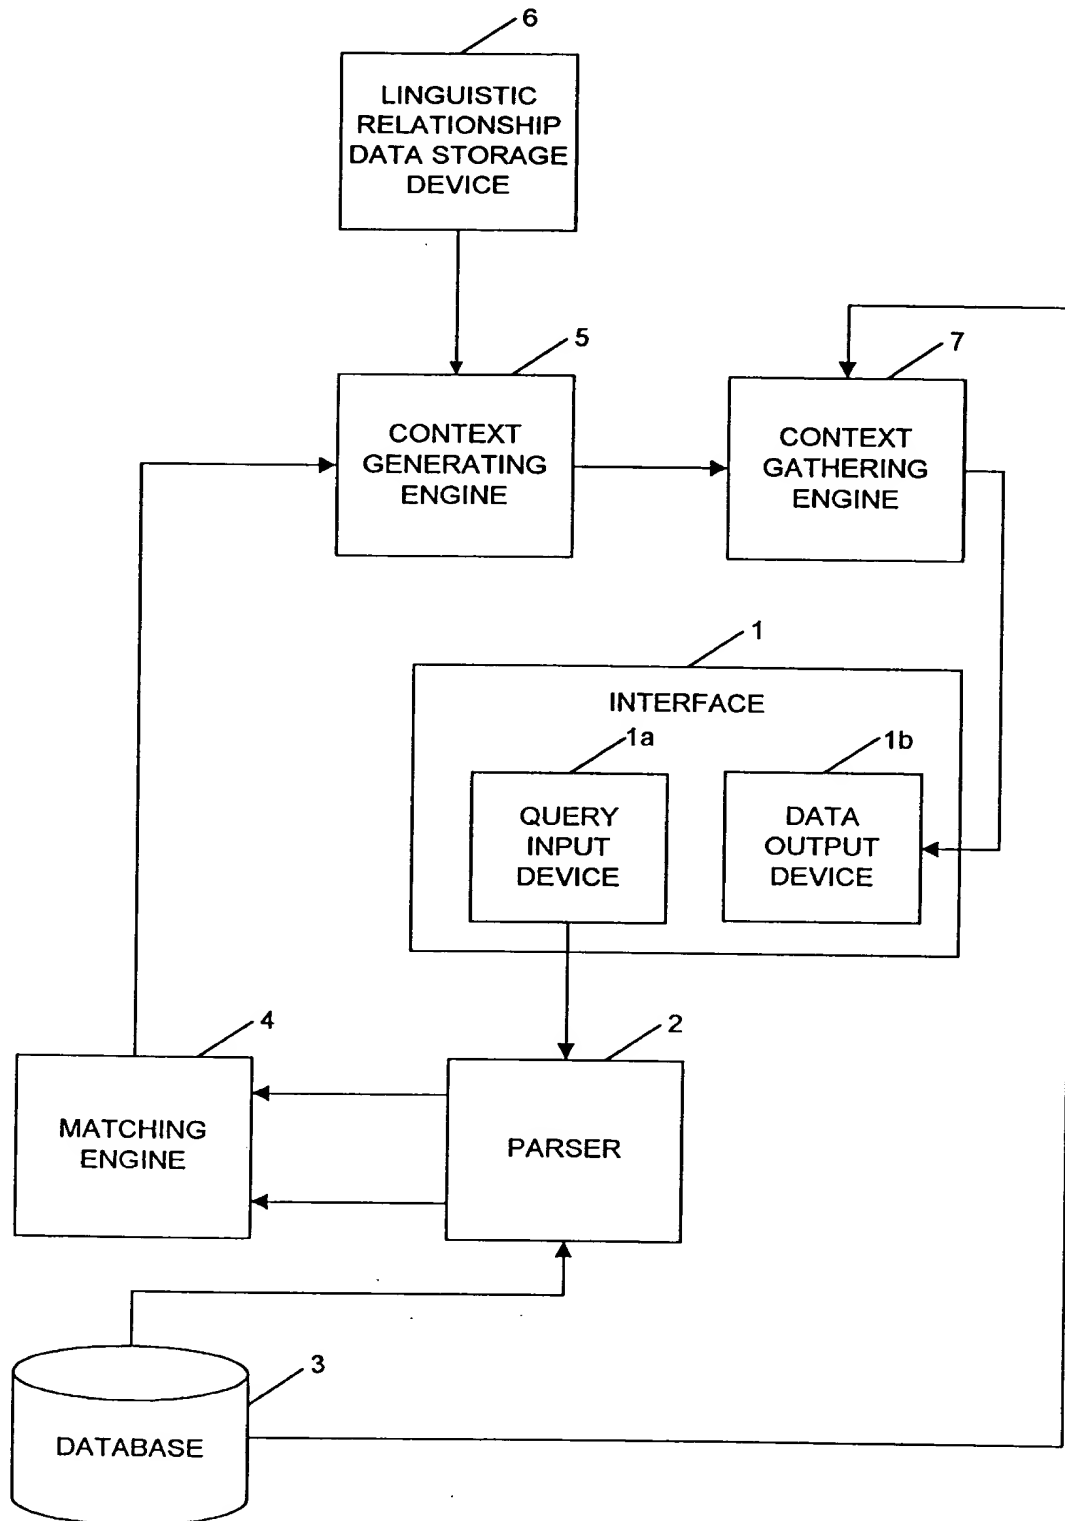 6
LINGUISTIC
RELATIONSHIP
DATA STORAGE
DEVICE
5
CONTEXT
GENERATING
ENGINE
7
CONTEXT
GATHERING
ENGINE
1
INTERFACE
1a
QUERY
INPUT
DEVICE
1b
DATA
OUTPUT
DEVICE
4
MATCHING
ENGINE
2
PARSER
3
DATABASE